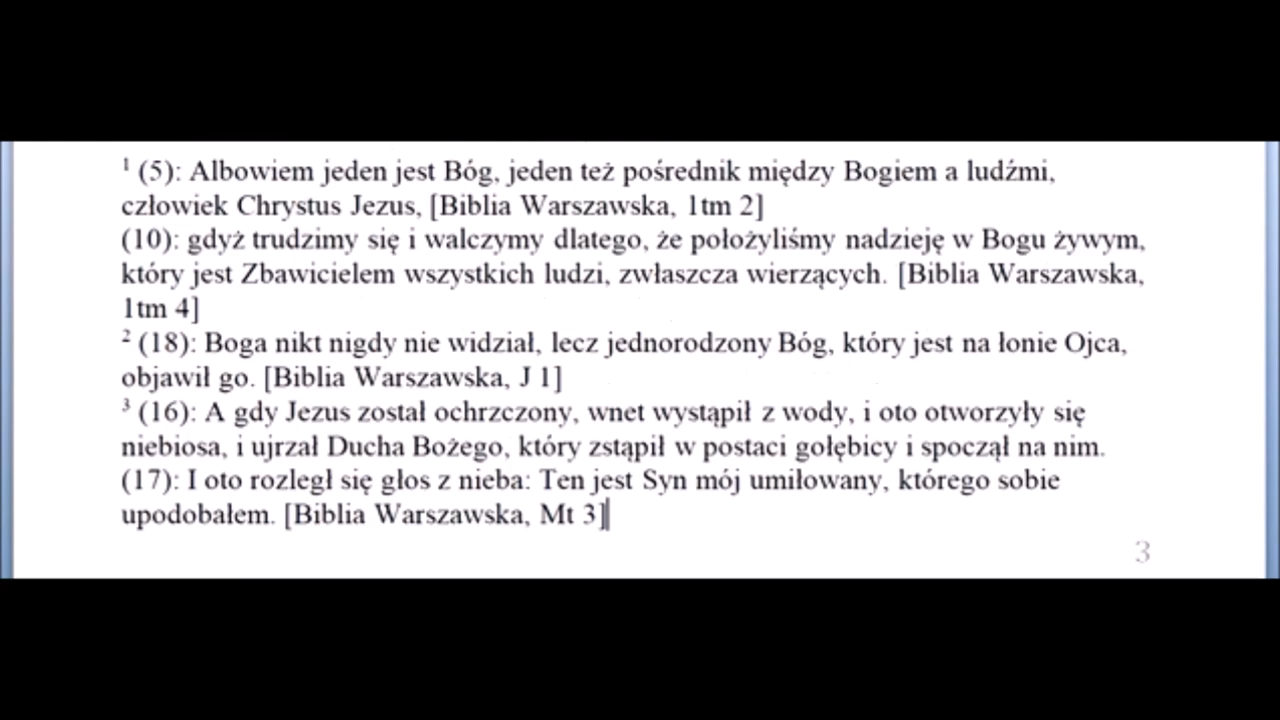 ¹ (5): Albowiem jeden jest Bóg, jeden też pośrednik między Bogiem a ludźmi,
człowiek Chrystus Jezus, [Biblia Warszawska, 1tm 2]
(10): gdyż trudzimy się i walczymy dlatego, że położyliśmy nadzieję w Bogu żywym,
który jest Zbawicielem wszystkich ludzi, zwłaszcza wierzących. [Biblia Warszawska,
1tm 4]
² (18): Boga nikt nigdy nie widział, lecz jednorodzony Bóg, który jest na łonie Ojca,
objawił go. [Biblia Warszawska, J 1]
³ (16): A gdy Jezus został ochrzczony, wnet wystąpił z wody, i oto otworzyły się
niebiosa, i ujrzał Ducha Bożego, który zstąpił w postaci gołębicy i spoczął na nim.
(17): I oto rozległ się głos z nieba: Ten jest Syn mój umiłowany, którego sobie
upodobałem. [Biblia Warszawska, Mt 3]
3